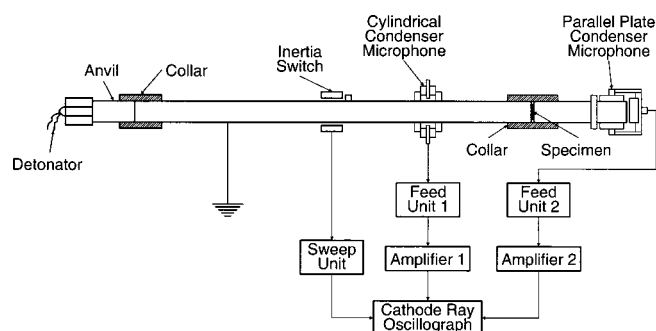 Cylindrical
Condenser
Microphone
Parallel Plate
Condenser
Microphone
Inertia
Switch
Anvil
Collar
Detonator
Collar
Specimen
Feed
Unit 1
Feed
Unit 2
Sweep
Unit
Amplifier 1
Amplifier 2
Cathode Ray
Oscillograph